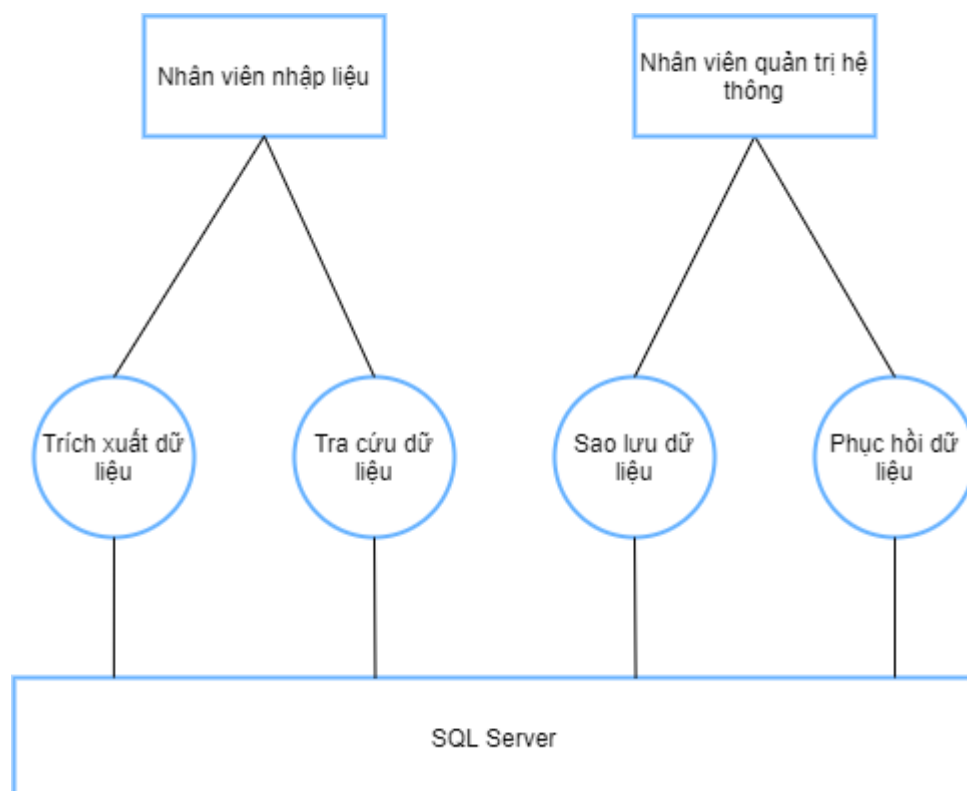 Nhân viên nhập liệu
Nhân viên quản trị hệ
thông
Trích xuất dữ
liệu
Tra cứu dữ
liệu
Sao lưu dữ
liệu
Phục hồi dữ
liệu
SQL Server